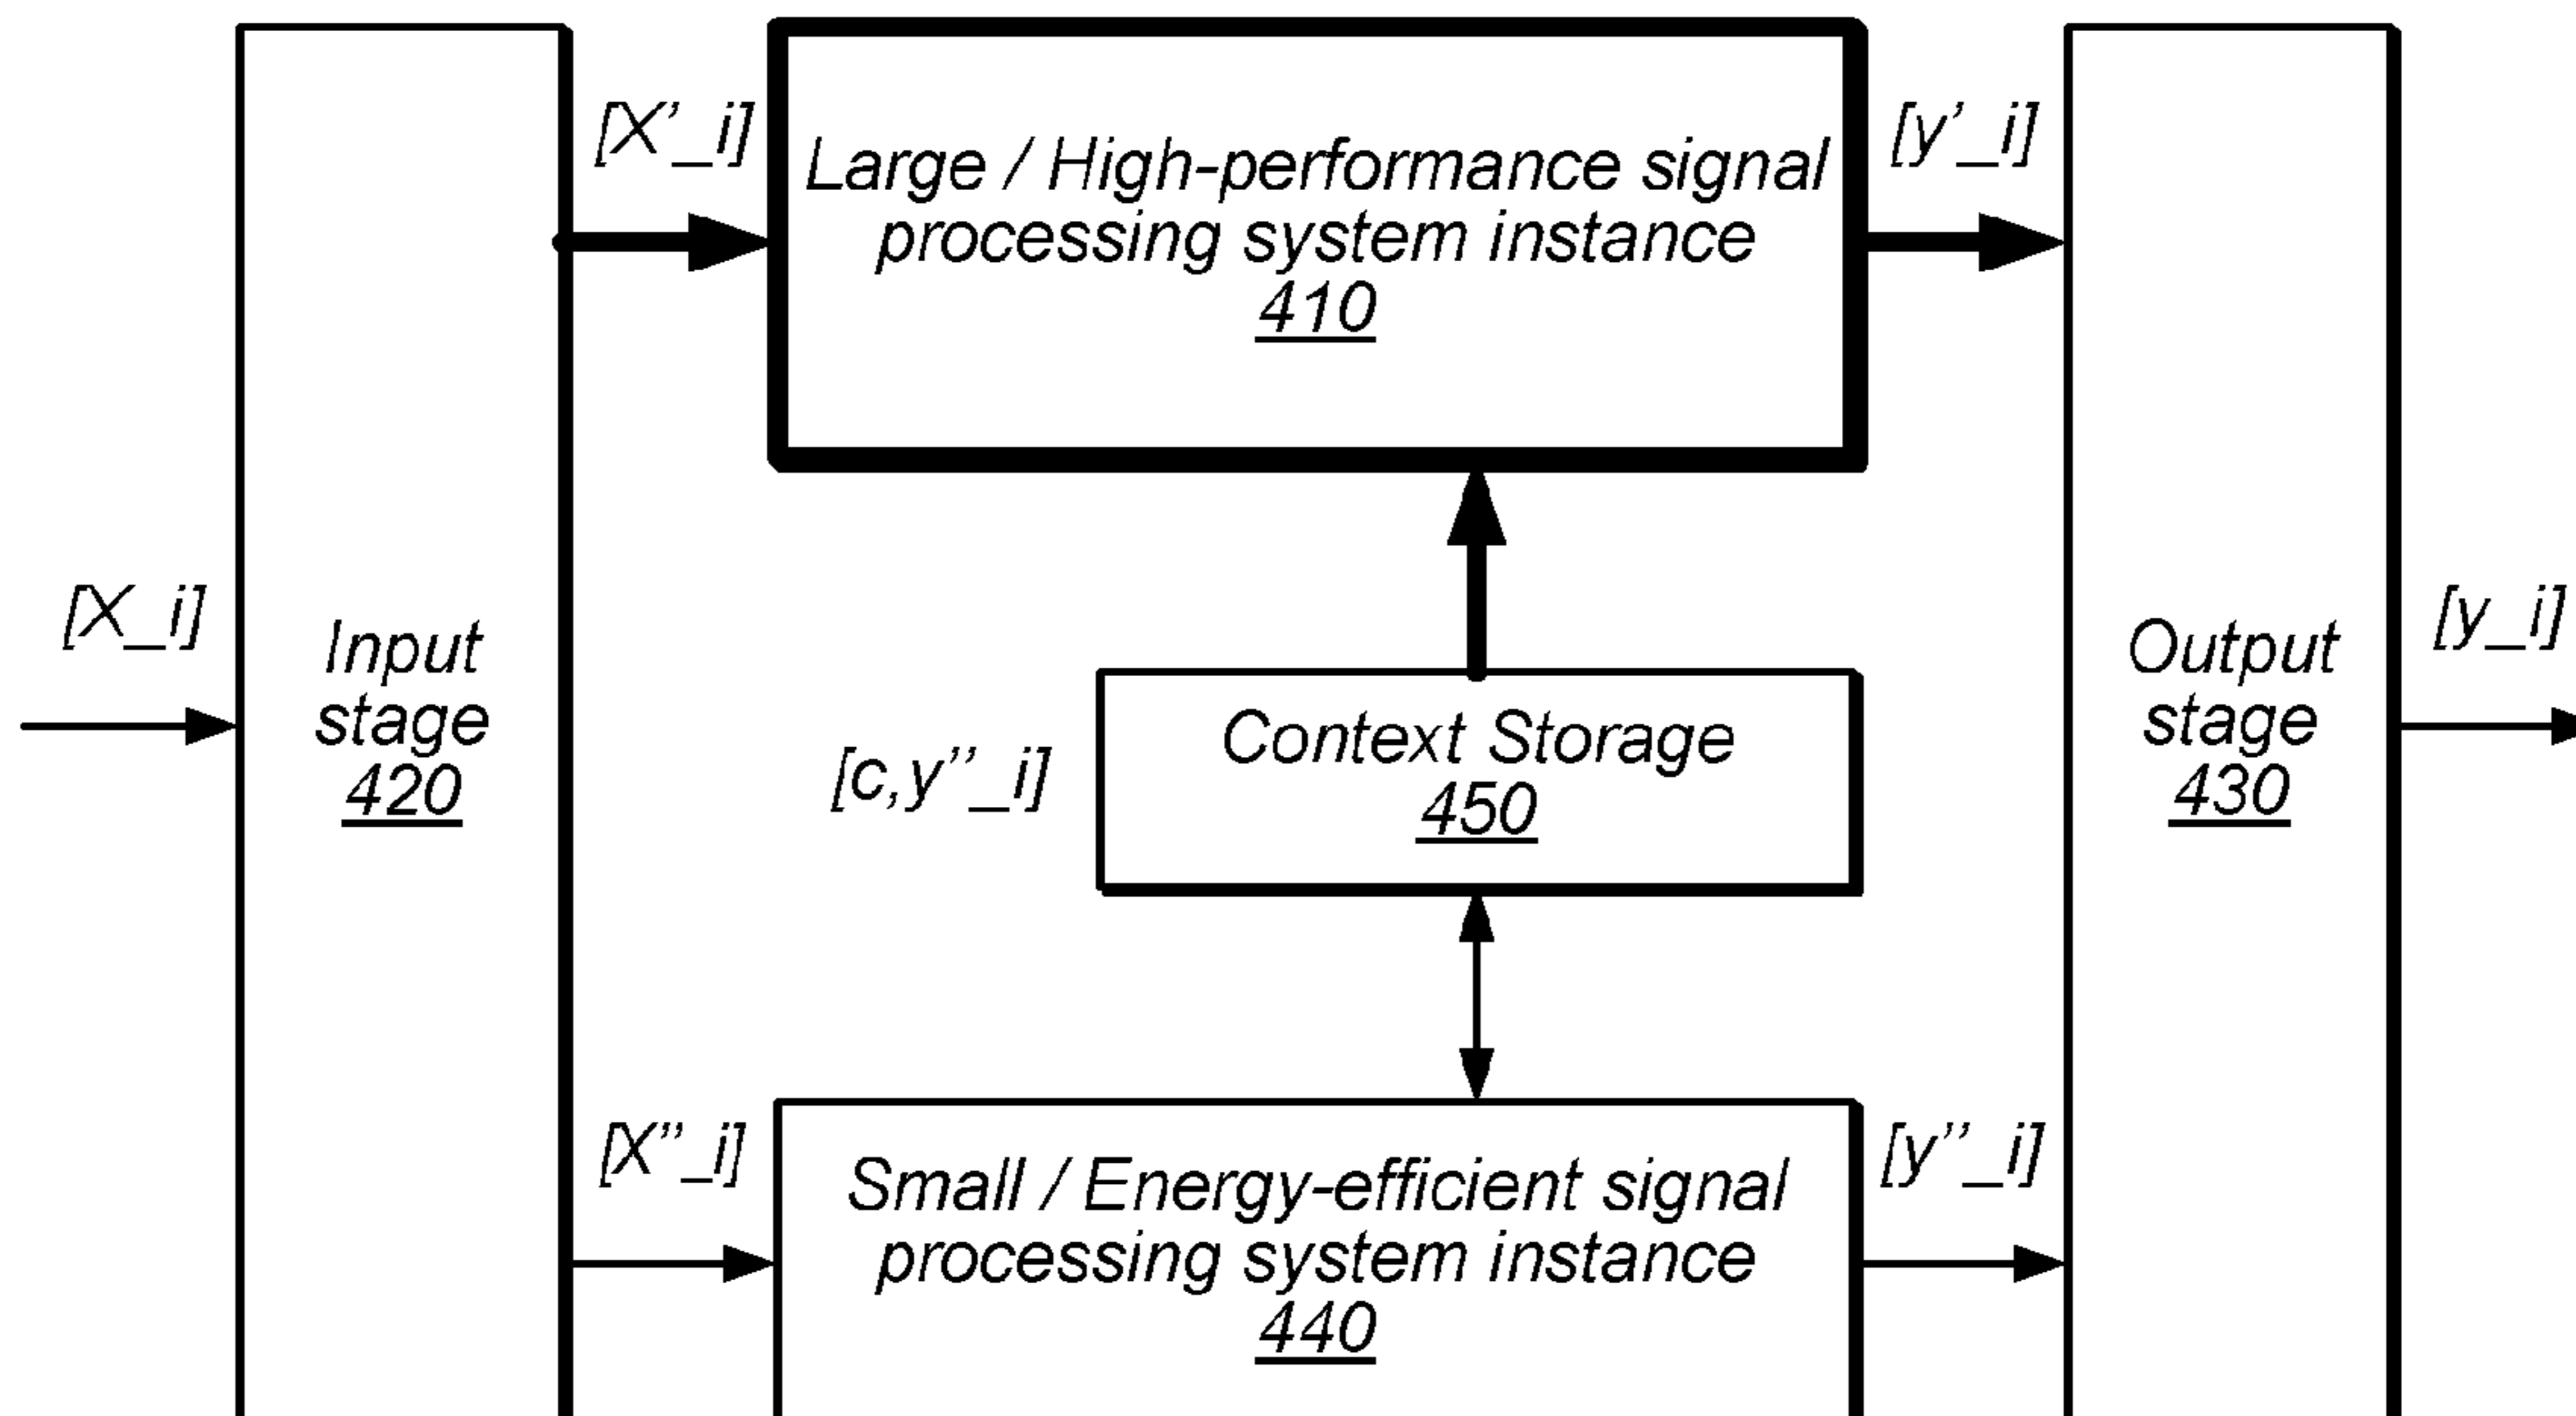 [X'_i]
Large / High-performance signal
processing system instance
410
[y'_i]
[X_i]
Input
stage
420
[c,y''_i]
Context Storage
450
Output
stage
430
[y_i]
[X''_i]
Small / Energy-efficient signal
processing system instance
440
[y''_i]